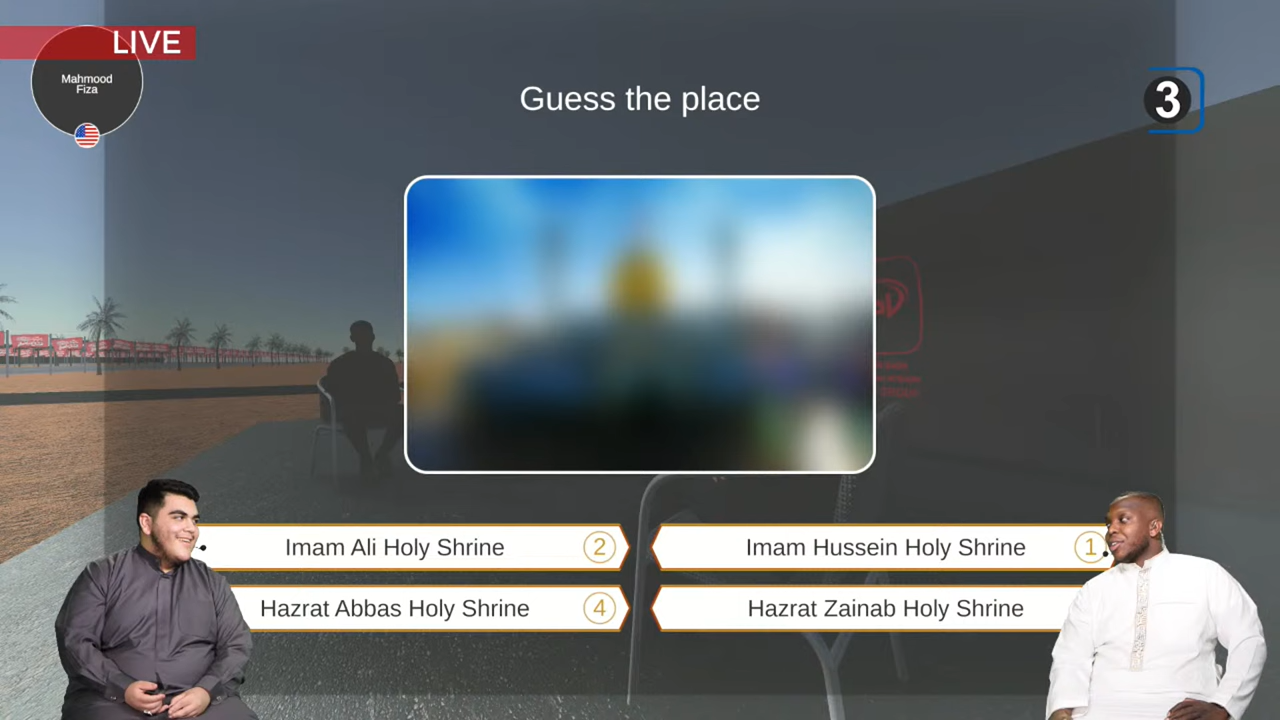 LIVE
Mahmood
Fiza
Guess the place
3
Imam Ali Holy Shrine 2
Imam Hussein Holy Shrine 1
Hazrat Abbas Holy Shrine 4
Hazrat Zainab Holy Shrine